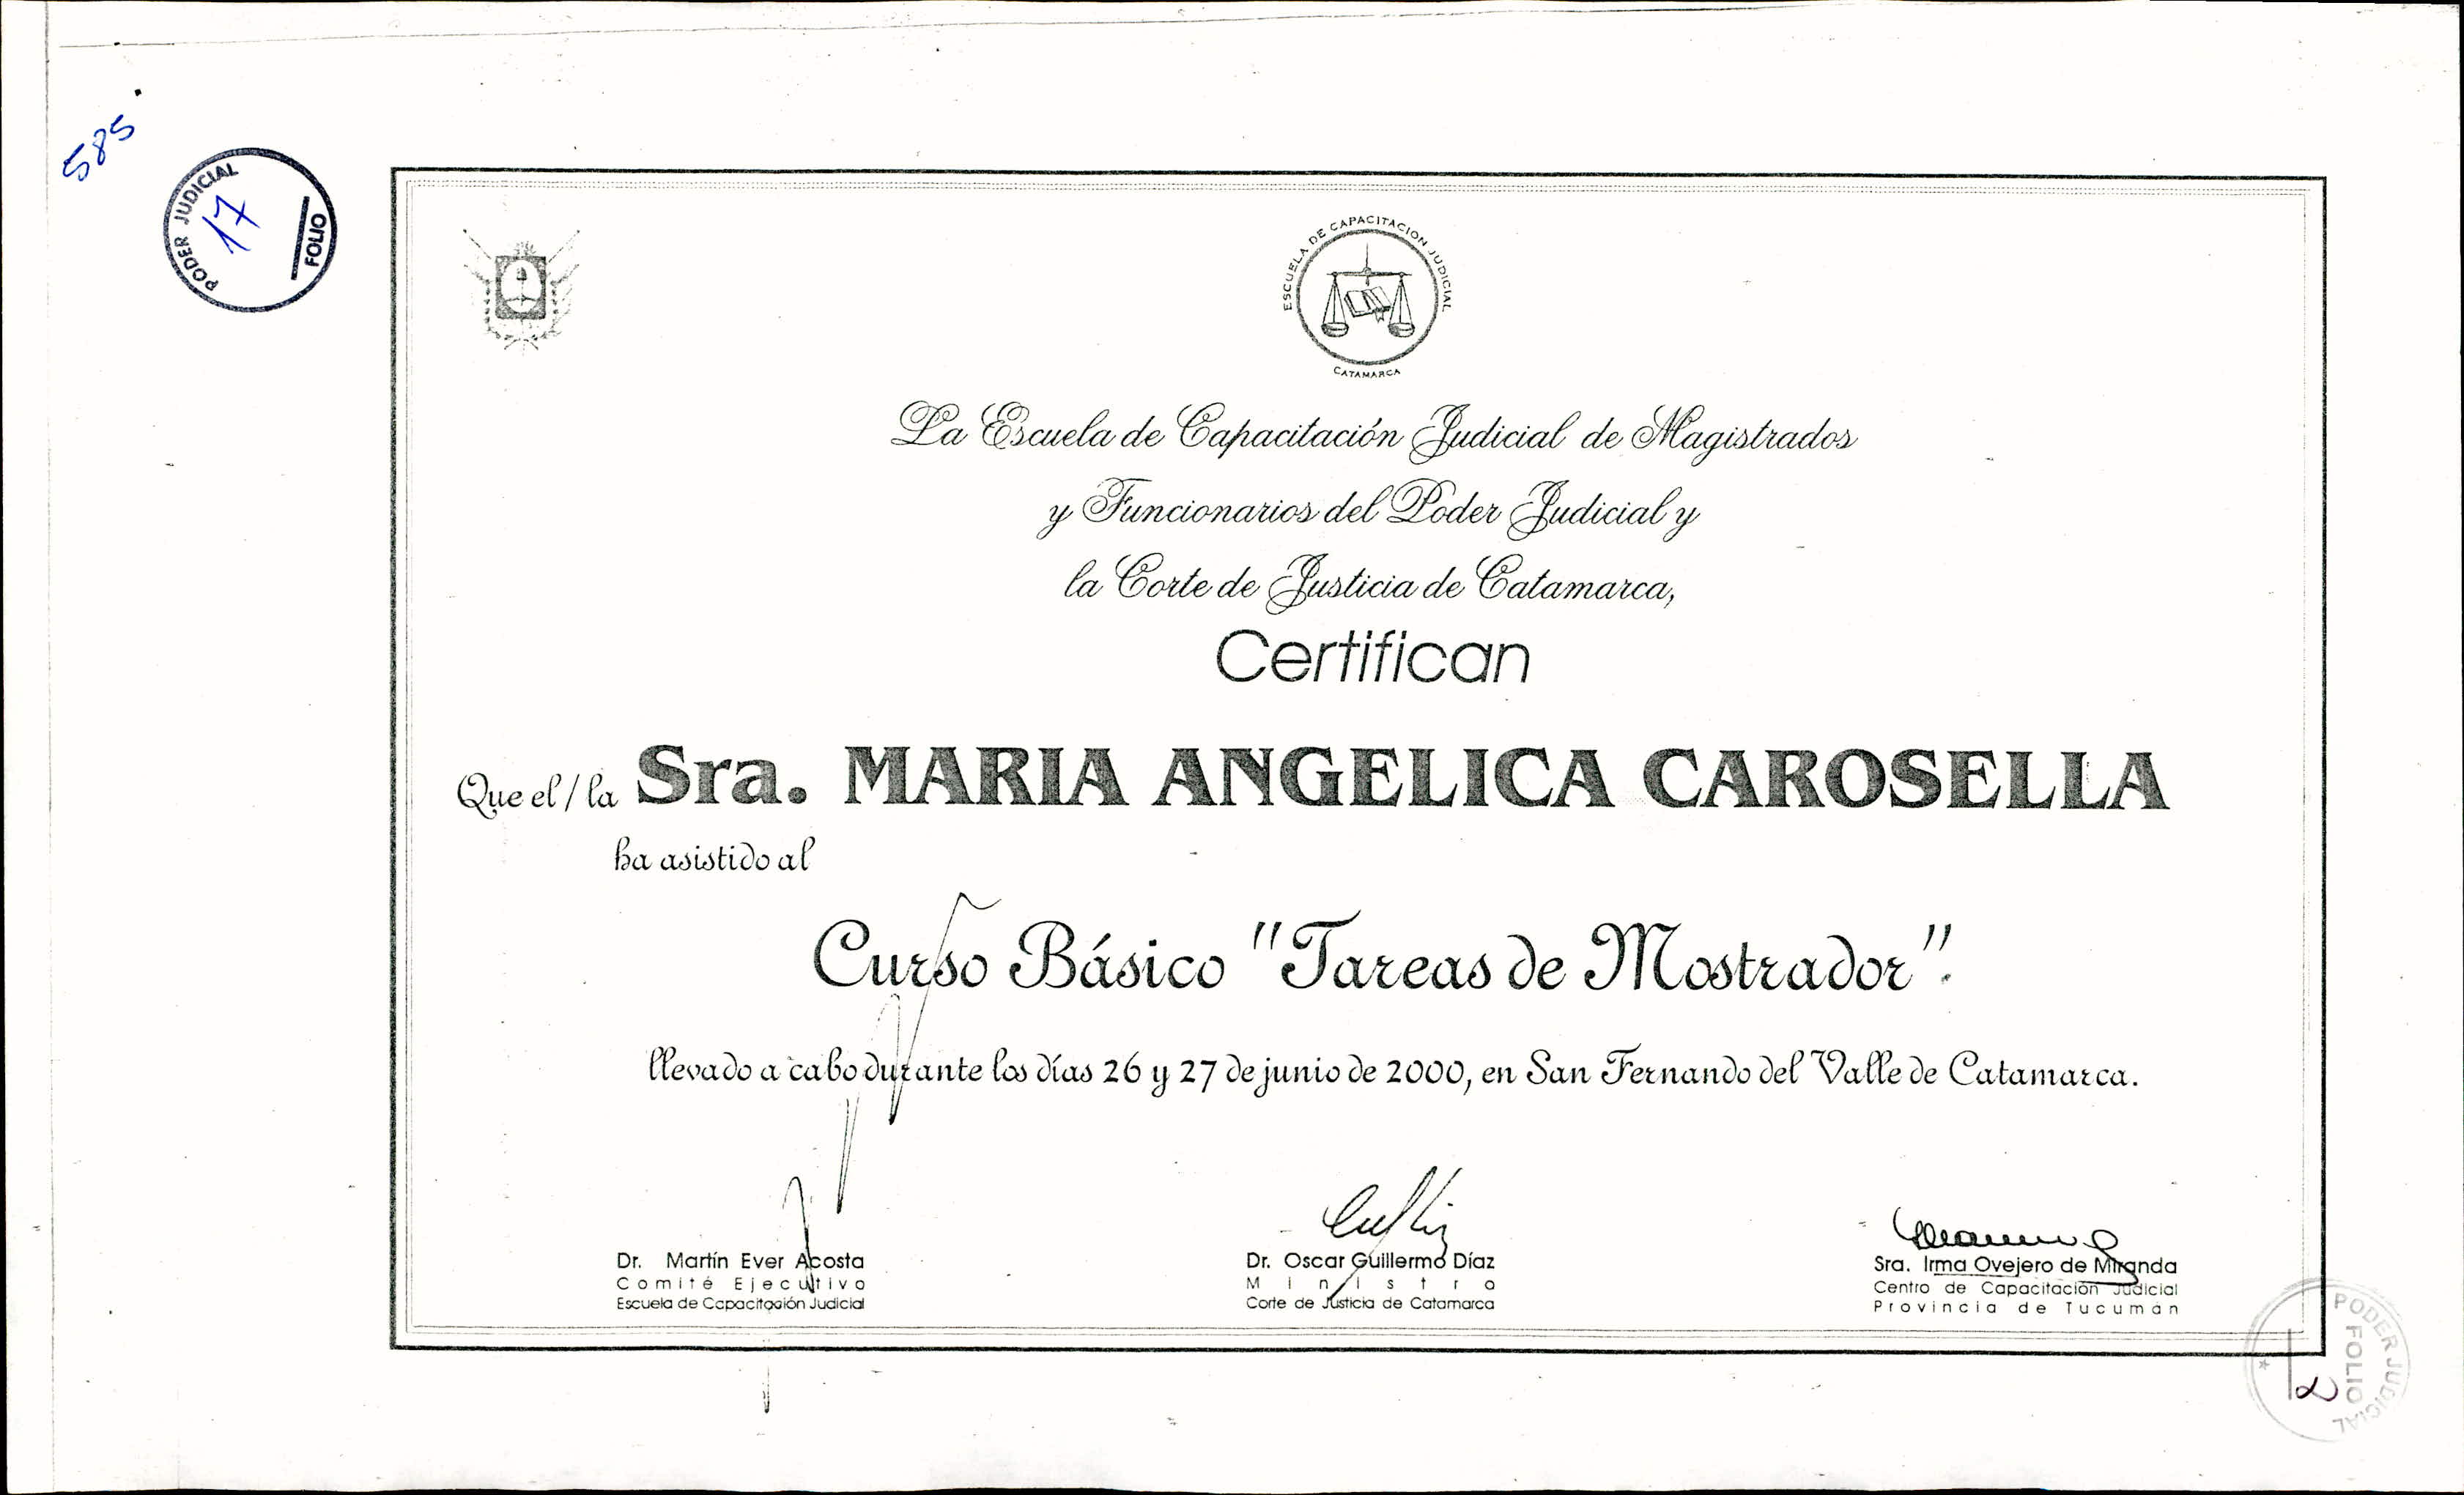 585
PODER JUDICIAL
17
FOLIO
ESCUELA DE CAPACITACION JUDICIAL
CATAMARCA
La Escuela de Capacitación Judicial de Magistrados
y Funcionarios del Poder Judicial y
la Corte de Justicia de Catamarca,
Certifican
Que el / la Sra. MARIA ANGELICA CAROSELLA
ha asistido al
Curso Básico "Tareas de Mostrador".
llevado a cabo durante los días 26 y 27 de junio de 2000, en San Fernando del Valle de Catamarca.
Dr. Martín Ever Acosta
Comité Ejecutivo
Escuela de Capacitación Judicial
Dr. Oscar Guillermo Díaz
Ministro
Corte de Justicia de Catamarca
Sra. Irma Ovejero de Miranda
Centro de Capacitación Judicial
Provincia de Tucumán
PODER JUDICIAL
FOLIO